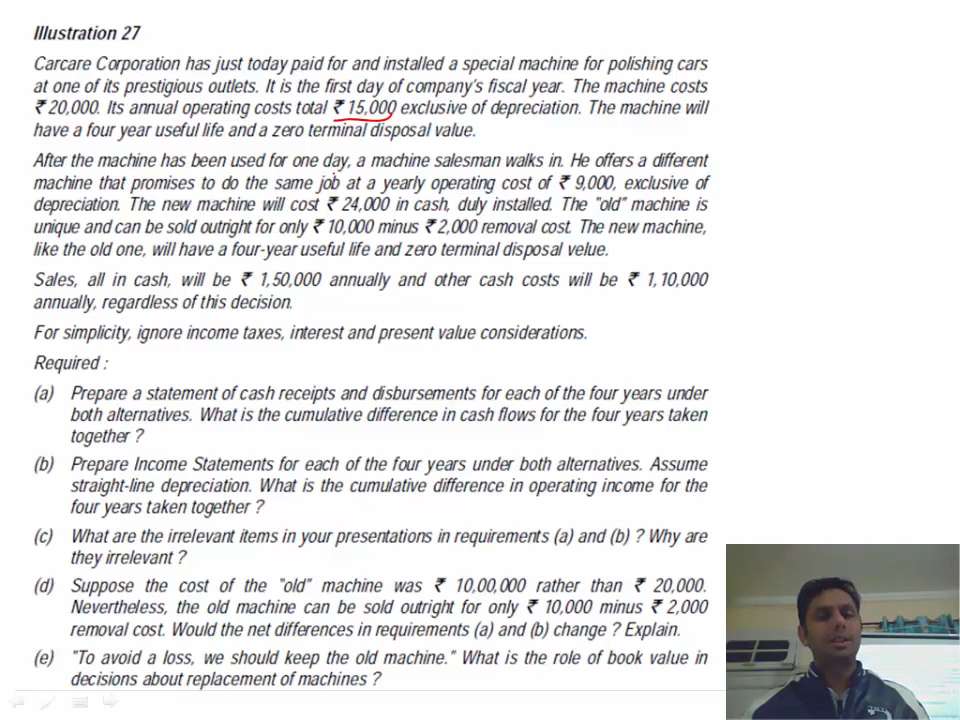 Illustration 27
Carcare Corporation has just today paid for and installed a special machine for polishing cars
at one of its prestigious outlets. It is the first day of company's fiscal year. The machine costs
₹ 20,000. Its annual operating costs total ₹ 15,000 exclusive of depreciation. The machine will
have a four year useful life and a zero terminal disposal value.
After the machine has been used for one day, a machine salesman walks in. He offers a different
machine that promises to do the same job at a yearly operating cost of ₹ 9,000, exclusive of
depreciation. The new machine will cost ₹ 24,000 in cash, duly installed. The "old" machine is
unique and can be sold outright for only ₹ 10,000 minus ₹ 2,000 removal cost. The new machine,
like the old one, will have a four-year useful life and zero terminal disposal velue.
Sales, all in cash, will be ₹ 1,50,000 annually and other cash costs will be ₹ 1,10,000
annually, regardless of this decision.
For simplicity, ignore income taxes, interest and present value considerations.
Required :
(a) Prepare a statement of cash receipts and disbursements for each of the four years under
both alternatives. What is the cumulative difference in cash flows for the four years taken
together ?
(b) Prepare Income Statements for each of the four years under both alternatives. Assume
straight-line depreciation. What is the cumulative difference in operating income for the
four years taken together ?
(c) What are the irrelevant items in your presentations in requirements (a) and (b) ? Why are
they irrelevant ?
(d) Suppose the cost of the "old" machine was ₹ 10,00,000 rather than ₹ 20,000.
Nevertheless, the old machine can be sold outright for only ₹ 10,000 minus ₹ 2,000
removal cost. Would the net differences in requirements (a) and (b) change ? Explain.
(e) "To avoid a loss, we should keep the old machine." What is the role of book value in
decisions about replacement of machines ?